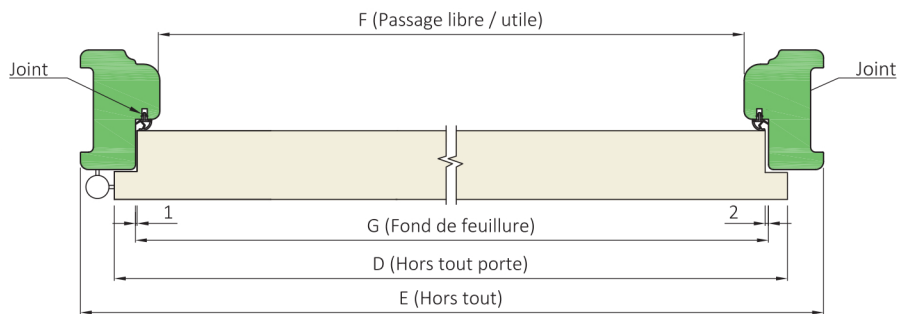 F (Passage libre / utile)
Joint
Joint
1
2
G (Fond de feuillure)
D (Hors tout porte)
E (Hors tout)